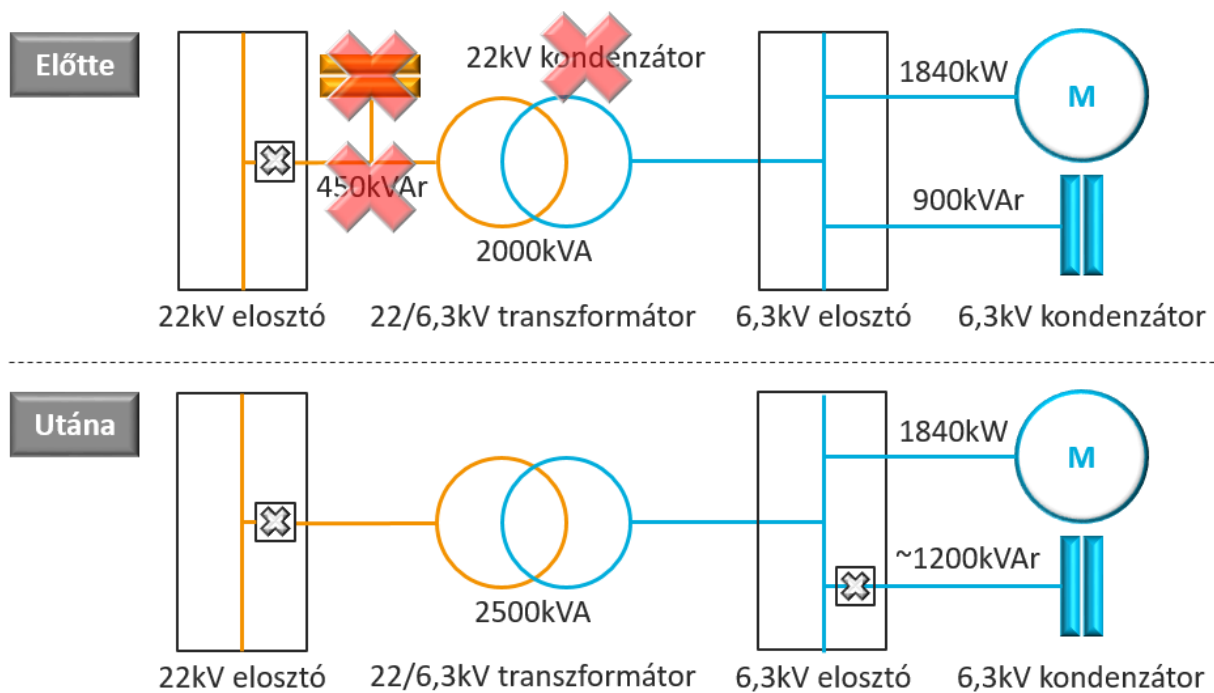 Előtte
22kV kondenzátor
1840kW
M
450kVAr
900kVAr
2000kVA
22kV elosztó
22/6,3kV transzformátor
6,3kV elosztó
6,3kV kondenzátor
Utána
1840kW
M
~1200kVAr
2500kVA
22kV elosztó
22/6,3kV transzformátor
6,3kV elosztó
6,3kV kondenzátor